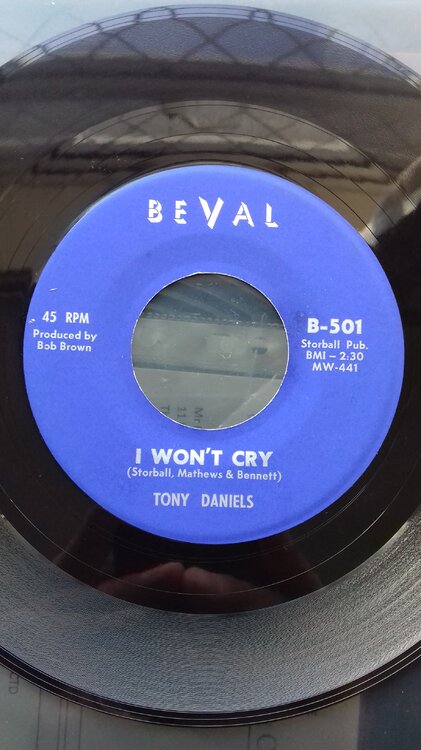 BEVAL
45 RPM
Produced by
Bob Brown
B-501
Storball Pub.
BMI – 2:30
MW-441
I WON'T CRY
(Storball, Mathews & Bennett)
TONY DANIELS